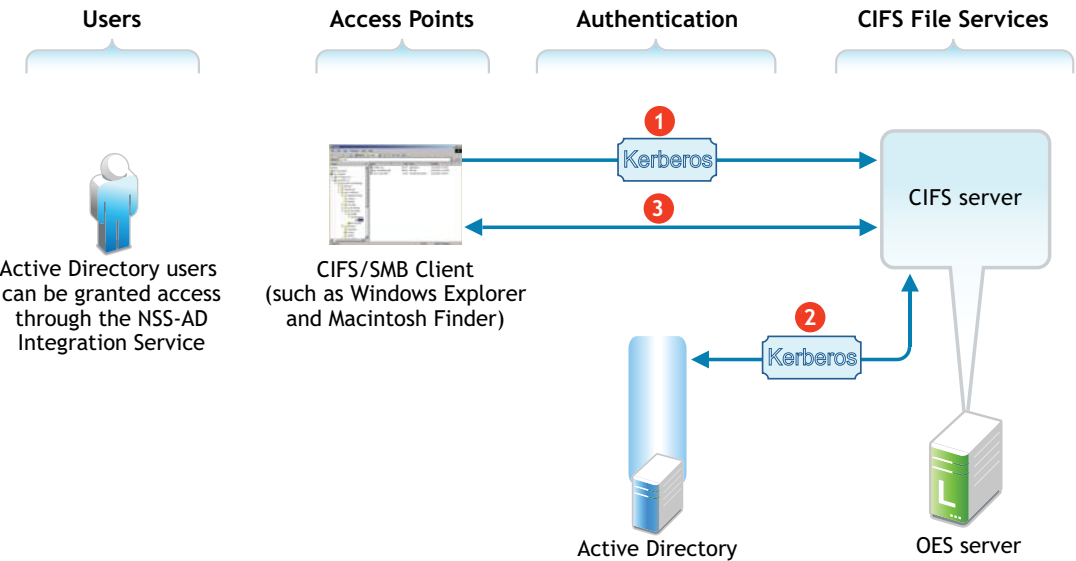 Users
Access Points
Authentication
CIFS File Services
1
Kerberos
3
CIFS server
Active Directory users
can be granted access
through the NSS-AD
Integration Service
CIFS/SMB Client
(such as Windows Explorer
and Macintosh Finder)
2
Kerberos
L
Active Directory
OES server